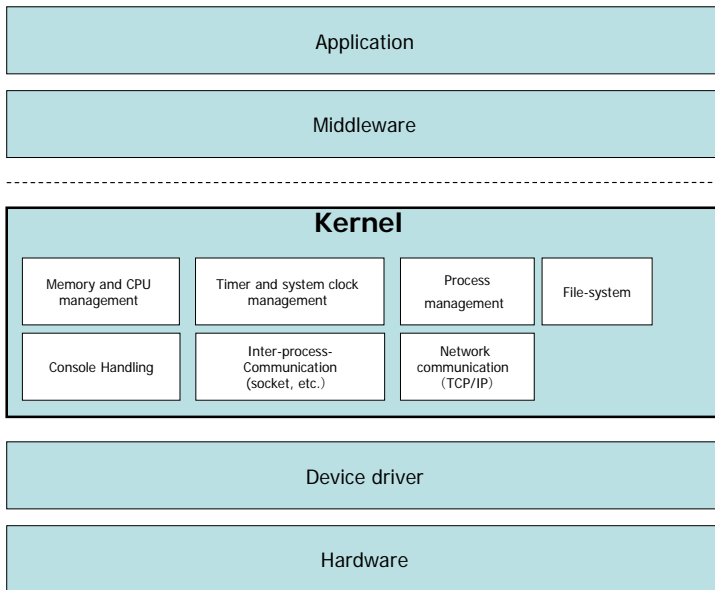 Application
Middleware
Kernel
Memory and CPU
management
Timer and system clock
management
Process
management
File-system
Console Handling
Inter-process-
Communication
(socket, etc.）
Network
communication
（TCP/IP）
Device driver
Hardware